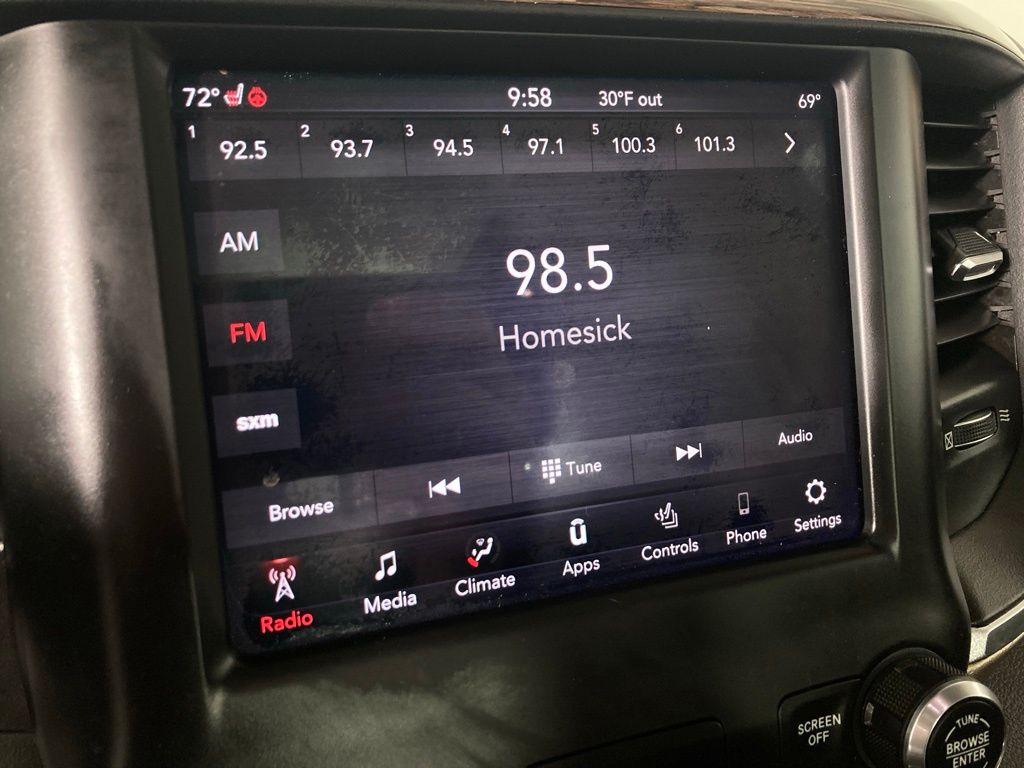 72° 9:58 30°F out 69°
1 92.5 2 93.7 3 94.5 4 97.1 5 100.3 6 101.3
AM
98.5
FM
Homesick
sxm
Browse Tune Audio
Radio Media Climate Apps Controls Phone Settings
SCREEN
OFF
TUNE
BROWSE
ENTER